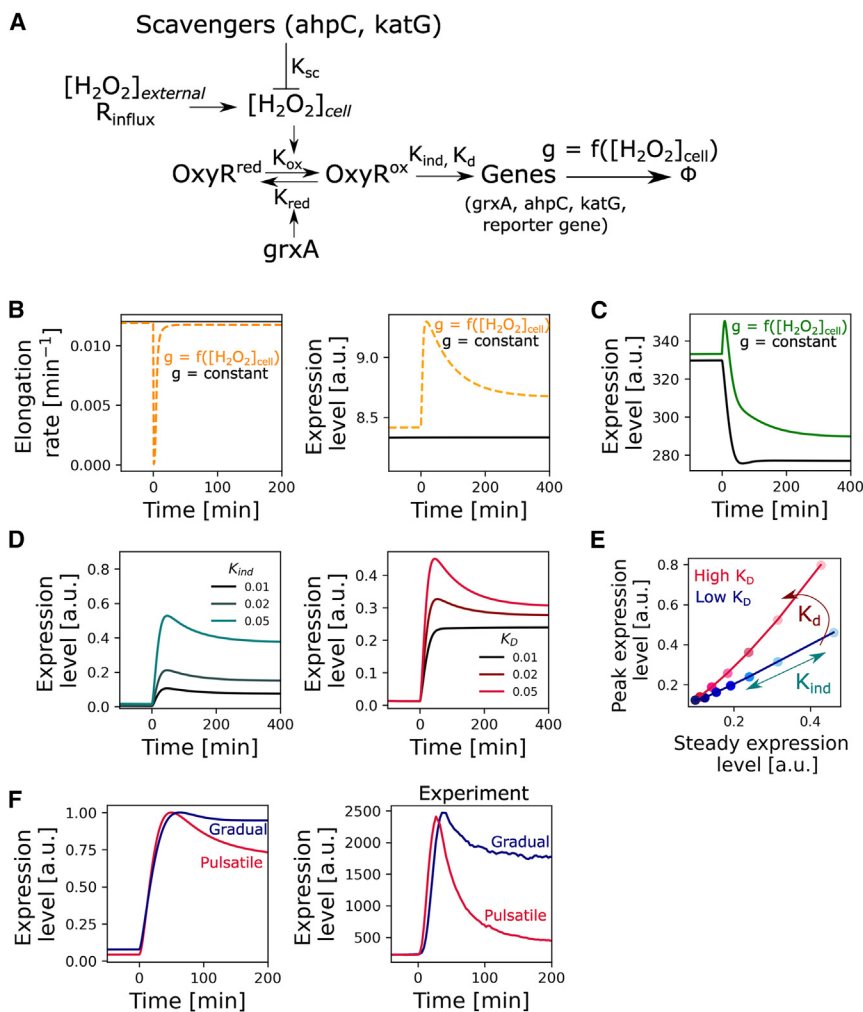 A
Scavengers (ahpC, katG)
K_sc
[H₂O₂]_external
R_influx
[H₂O₂]_cell
OxyR^red
K_ox
K_red
OxyR^ox
K_ind, K_d
Genes
g = f([H₂O₂]_cell)
Φ
(grxA, ahpC, katG,
reporter gene)
grxA
B
Elongation
rate [min⁻¹]
0.010
0.005
0.000
g = f([H₂O₂]_cell)
g = constant
0 100 200
Time [min]
Expression
level [a.u.]
9.0
8.5
g = f([H₂O₂]_cell)
g = constant
0 200 400
Time [min]
C
Expression
level [a.u.]
340
320
300
280
g = f([H₂O₂]_cell)
g = constant
0 200 400
Time [min]
D
Expression
level [a.u.]
0.8
0.6
0.4
0.2
0.0
K_ind
0.01
0.02
0.05
0 100 200 300 400
Time [min]
Expression
level [a.u.]
0.4
0.3
0.2
0.1
0.0
K_D
0.01
0.02
0.05
0 200 400
Time [min]
E
Peak expression
level [a.u.]
0.8
0.6
0.4
0.2
High K_D
Low K_D
K_d
K_ind
0.2 0.4
Steady expression
level [a.u.]
F
Expression
level [a.u.]
1.00
0.75
0.50
0.25
0.00
Gradual
Pulsatile
0 100 200
Time [min]
Experiment
Expression
level [a.u.]
2500
2000
1500
1000
500
Gradual
Pulsatile
0 100 200
Time [min]